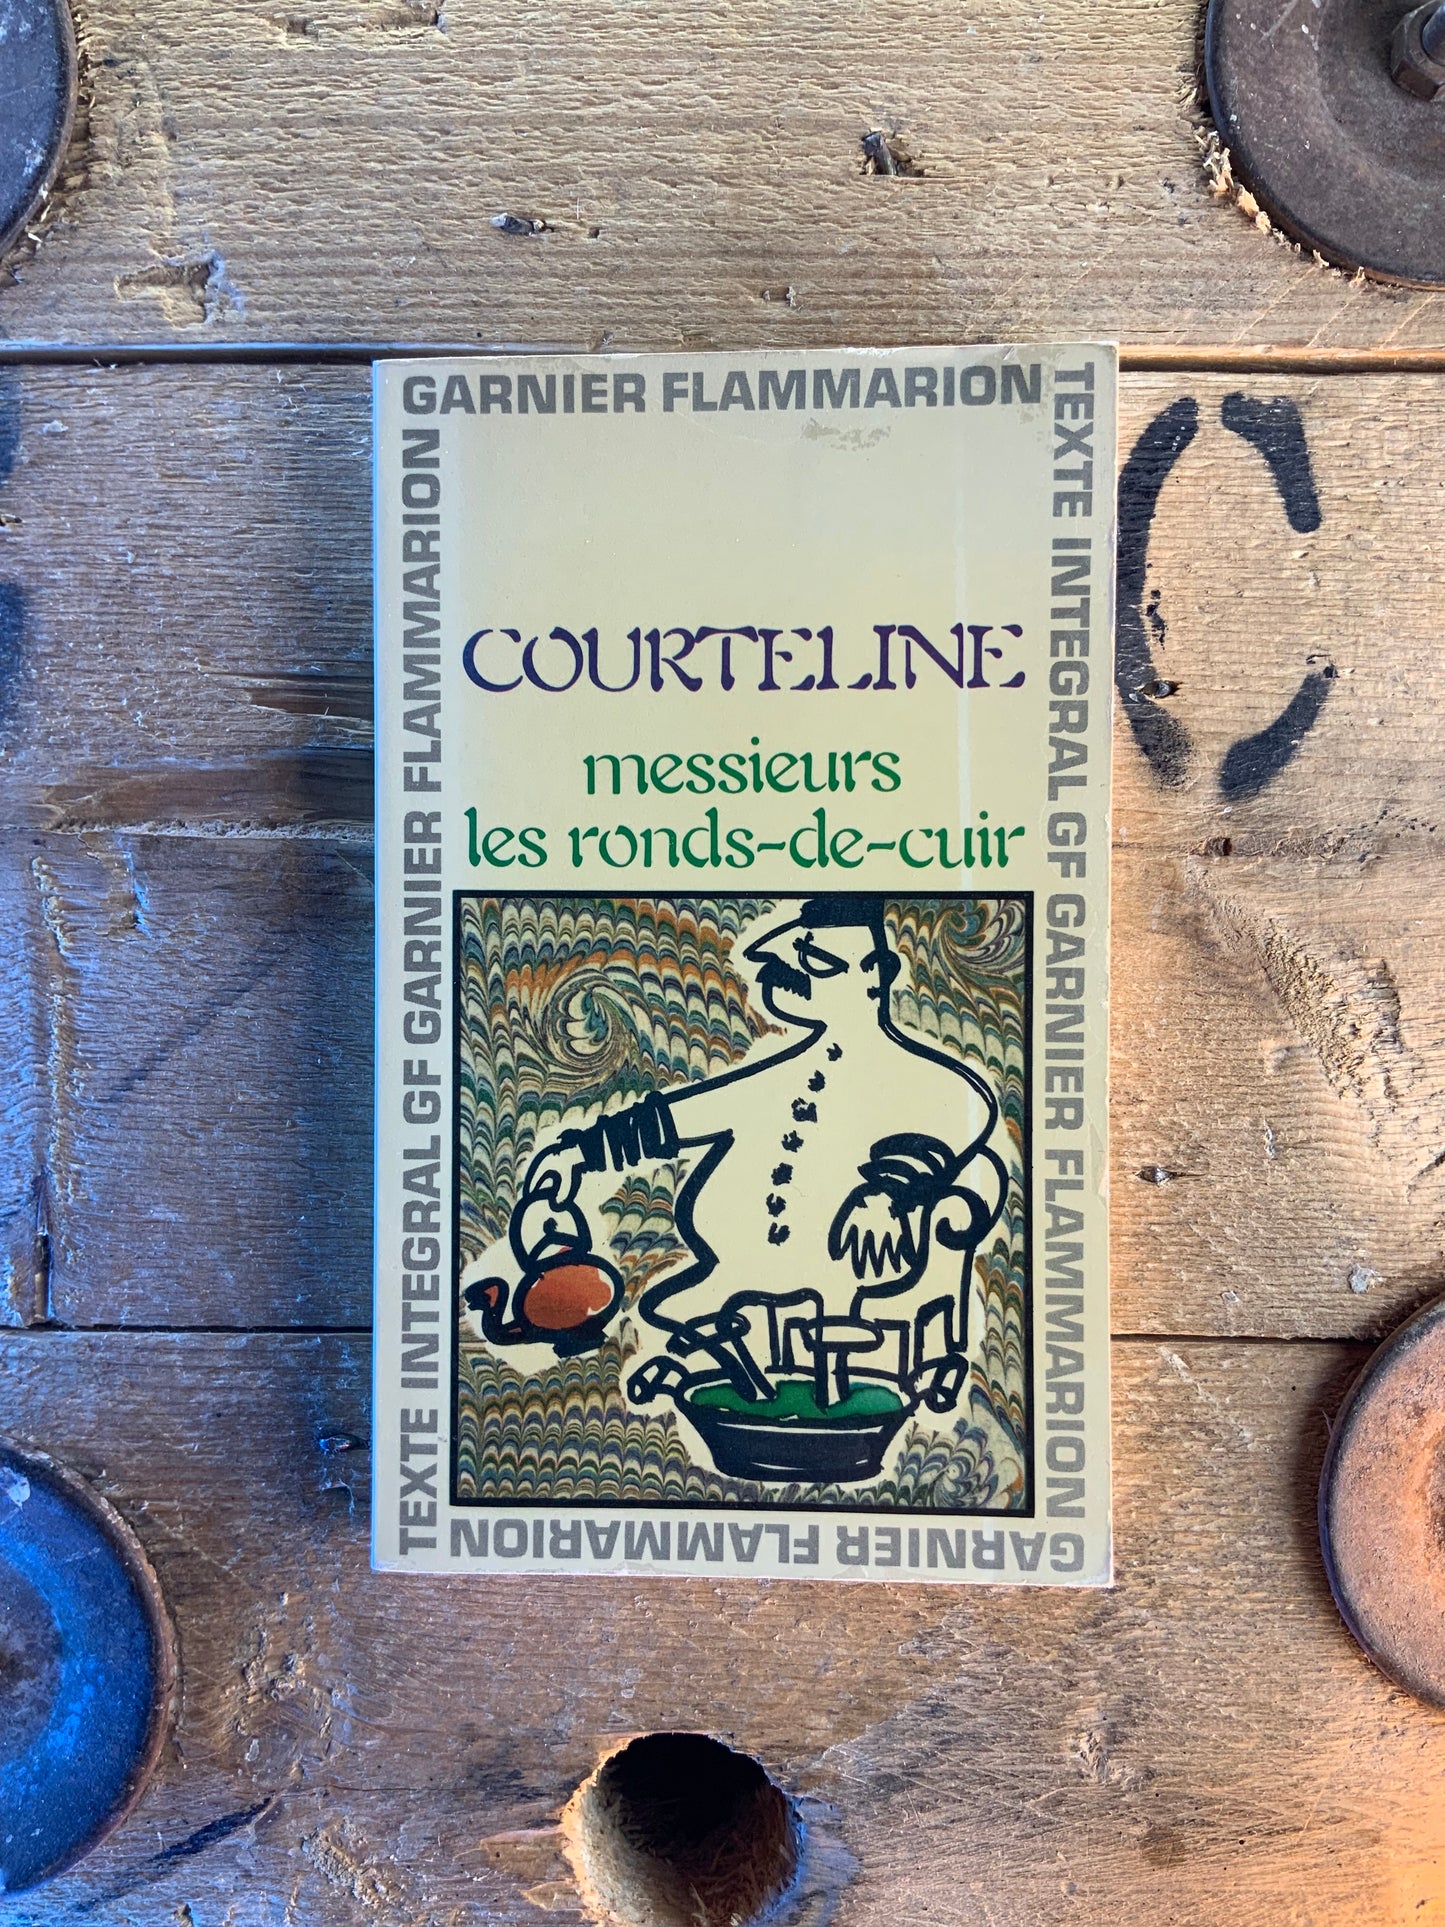 GARNIER FLAMMARION
TEXTE INTEGRAL GF GARNIER FLAMMARION
GARNIER FLAMMARION
TEXTE INTEGRAL GF GARNIER FLAMMARION
COURTELINE
messieurs
les ronds-de-cuir
C